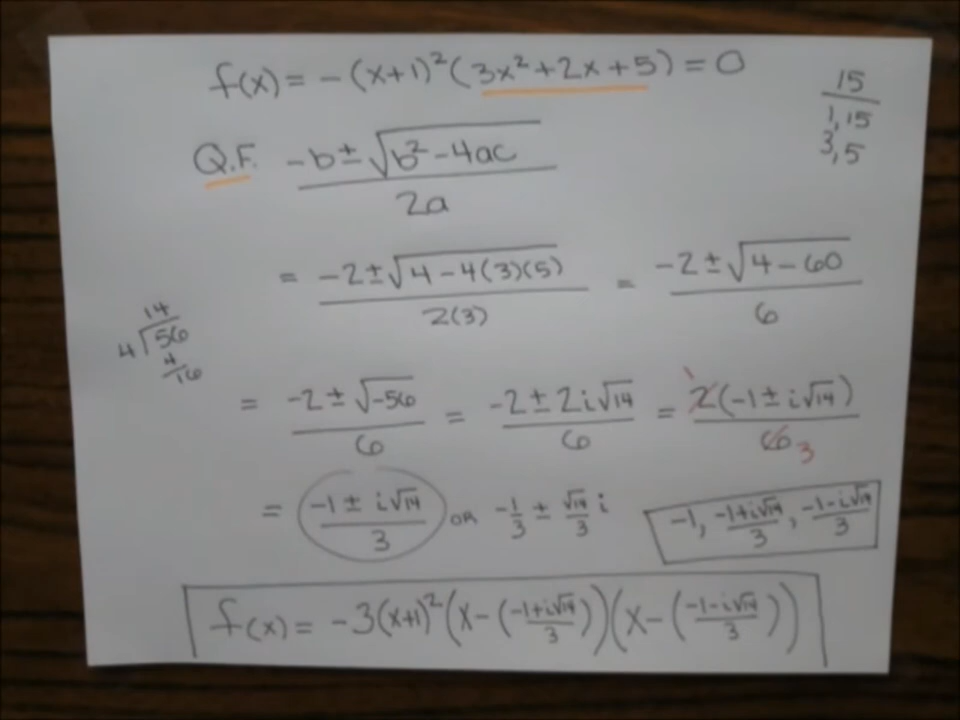 f(x) = -(x+1)²(3x²+2x+5) = 0
15
1, 15
3, 5
Q.F. -b ± √(b²-4ac) / 2a
= -2 ± √(4-4(3)(5)) / 2(3) = -2 ± √(4-60) / 6
14
4 ⟌ 56
4
16
= -2 ± √-56 / 6 = -2 ± 2i√14 / 6 = 2(-1 ± i√14) / 6
1
3
= -1 ± i√14 / 3 OR -1/3 ± √14/3 i
-1, -1+i√14 / 3, -1-i√14 / 3
f(x) = -3(x+1)²(x-(-1+i√14 / 3))(x-(-1-i√14 / 3))